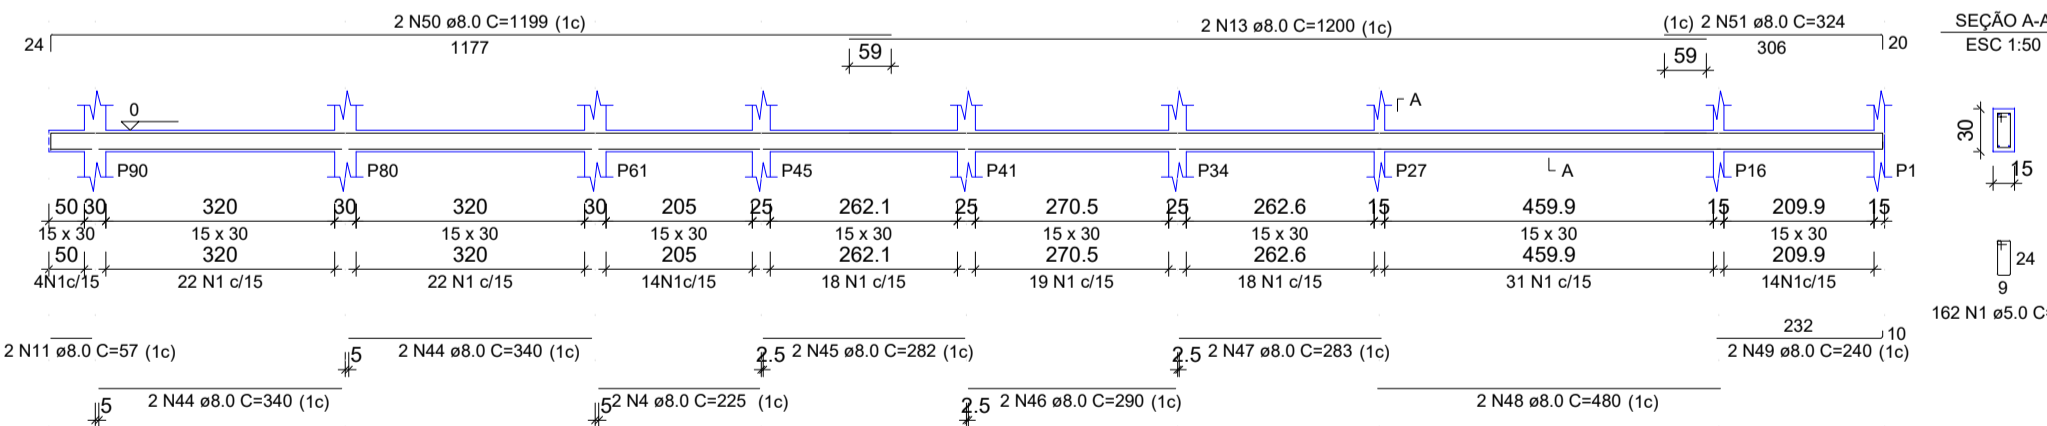 2 N50 ø8.0 C=1199 (1c)
2 N13 ø8.0 C=1200 (1c)
(1c) 2 N51 ø8.0 C=324
SEÇÃO A-A
24
1177
59
59
306
20
ESC 1:50
0
A
30
P90
P80
P61
P45
P41
P34
P27
A
P16
P1
15
50
30
320
30
320
30
205
25
262.1
25
270.5
25
262.6
15
459.9
15
209.9
15
15 x 30
15 x 30
15 x 30
15 x 30
15 x 30
15 x 30
15 x 30
15 x 30
15 x 30
50
320
320
205
262.1
270.5
262.6
459.9
209.9
24
4N1c/15
22 N1 c/15
22 N1 c/15
14N1c/15
18 N1 c/15
19 N1 c/15
18 N1 c/15
31 N1 c/15
14N1c/15
9
162 N1 ø5.0 C=
232
10
2 N11 ø8.0 C=57 (1c)
5
2 N44 ø8.0 C=340 (1c)
2.5
2 N45 ø8.0 C=282 (1c)
2.5
2 N47 ø8.0 C=283 (1c)
2 N49 ø8.0 C=240 (1c)
5
2 N44 ø8.0 C=340 (1c)
5
2 N4 ø8.0 C=225 (1c)
2.5
2 N46 ø8.0 C=290 (1c)
2 N48 ø8.0 C=480 (1c)